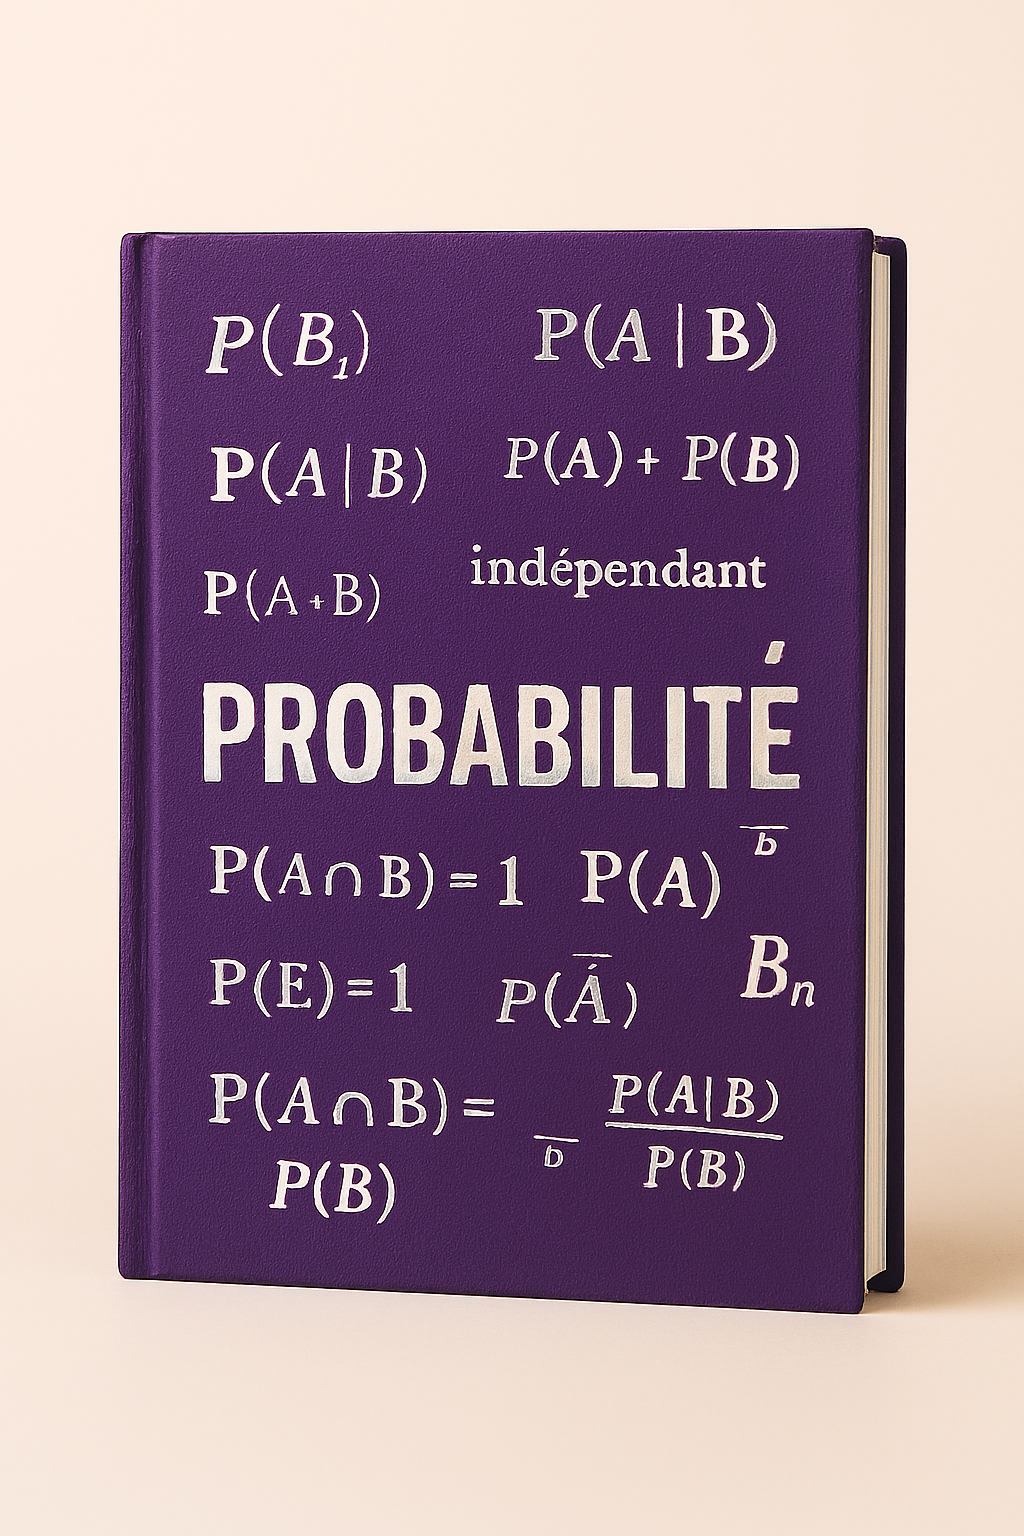 P(B₁) P(A | B)
P(A|B) P(A) + P(B)
P(A+B) indépendant
PROBABILITÉ
P(A∩B) = 1 P(A) b̅
P(E) = 1 P(Á̅) Bₙ
P(A∩B) = b̅ P(A|B)
P(B) P(B)